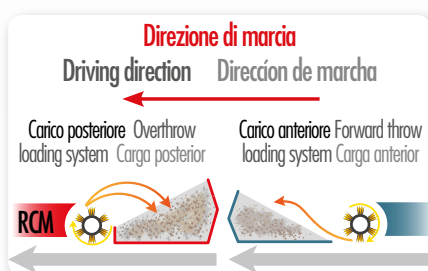 Direzione di marcia
Driving direction Direccíon de marcha
Carico posteriore Overthrow
loading system Carga posterior
Carico anteriore Forward throw
loading system Carga anterior
RCM